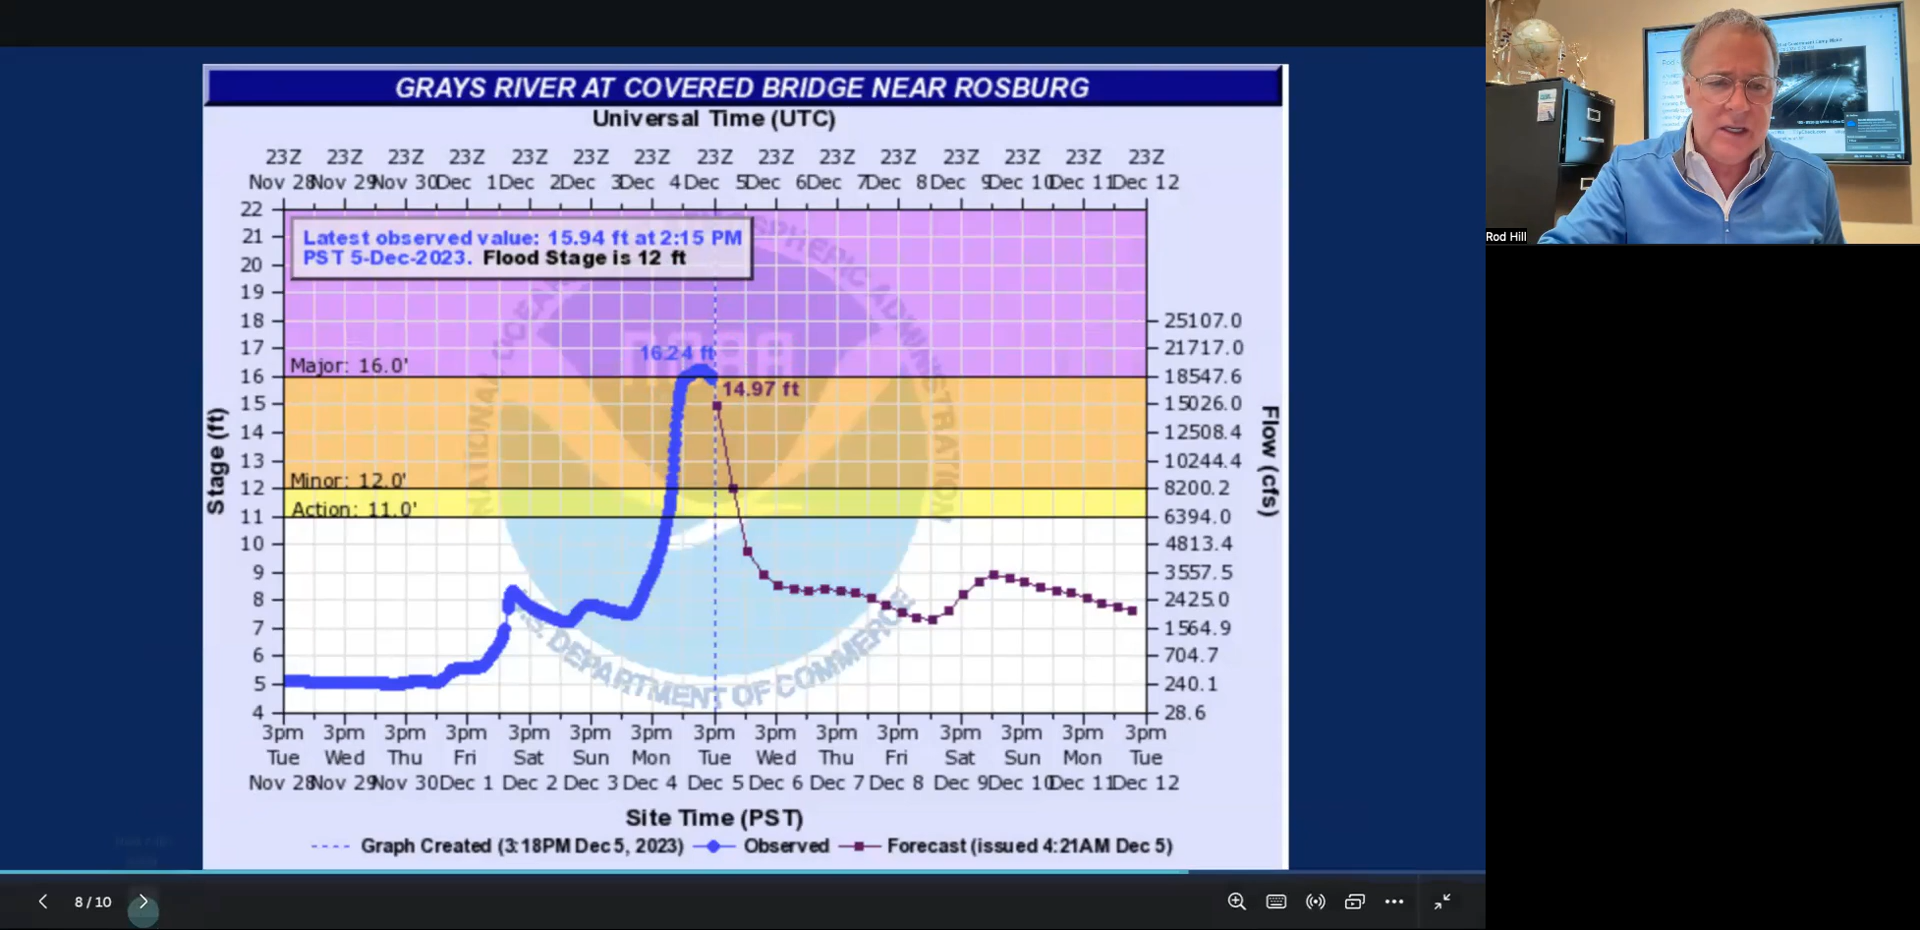 GRAYS RIVER AT COVERED BRIDGE NEAR ROSBURG
Universal Time (UTC)
23Z 23Z 23Z 23Z 23Z 23Z 23Z 23Z 23Z 23Z 23Z 23Z 23Z 23Z 23Z
Nov 28 Nov 29 Nov 30 Dec 1 Dec 2 Dec 3 Dec 4 Dec 5 Dec 6 Dec 7 Dec 8 Dec 9 Dec 10 Dec 11 Dec 12
Latest observed value: 15.94 ft at 2:15 PM
PST 5-Dec-2023. Flood Stage is 12 ft
Stage (ft)
22
21
20
19
18
17
16
15
14
13
12
11
10
9
8
7
6
5
4
Major: 16.0'
Minor: 12.0'
Action: 11.0'
16.24 ft
14.97 ft
NATIONAL OCEANIC AND ATMOSPHERIC ADMINISTRATION
NOAA
U.S. DEPARTMENT OF COMMERCE
25107.0
21717.0
18547.6
15026.0
12508.4
10244.4
8200.2
6394.0
4813.4
3557.5
2425.0
1564.9
704.7
240.1
28.6
Flow (cfs)
3pm 3pm 3pm 3pm 3pm 3pm 3pm 3pm 3pm 3pm 3pm 3pm 3pm 3pm 3pm
Tue Wed Thu Fri Sat Sun Mon Tue Wed Thu Fri Sat Sun Mon Tue
Nov 28 Nov 29 Nov 30 Dec 1 Dec 2 Dec 3 Dec 4 Dec 5 Dec 6 Dec 7 Dec 8 Dec 9 Dec 10 Dec 11 Dec 12
Site Time (PST)
Graph Created (3:18PM Dec 5, 2023) Observed Forecast (issued 4:21AM Dec 5)
8 / 10
Rod Hill